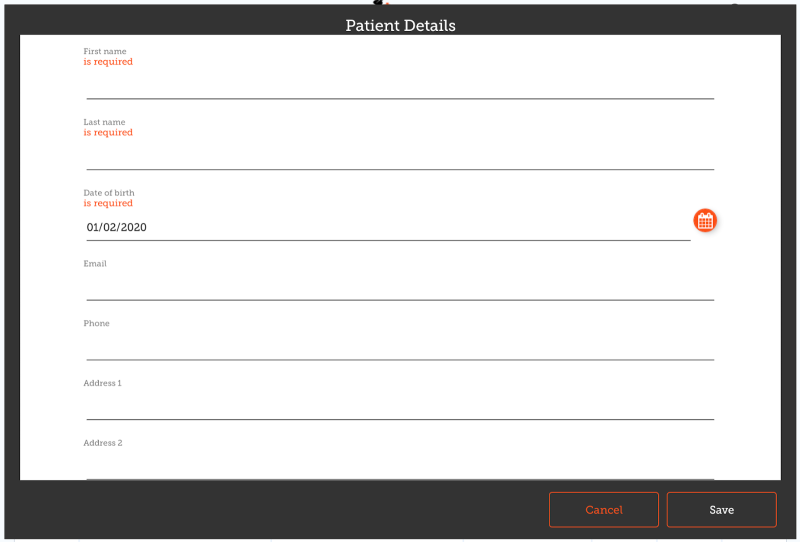 Patient Details
First name
is required
Last name
is required
Date of birth
is required
01/02/2020
Email
Phone
Address 1
Address 2
Cancel
Save